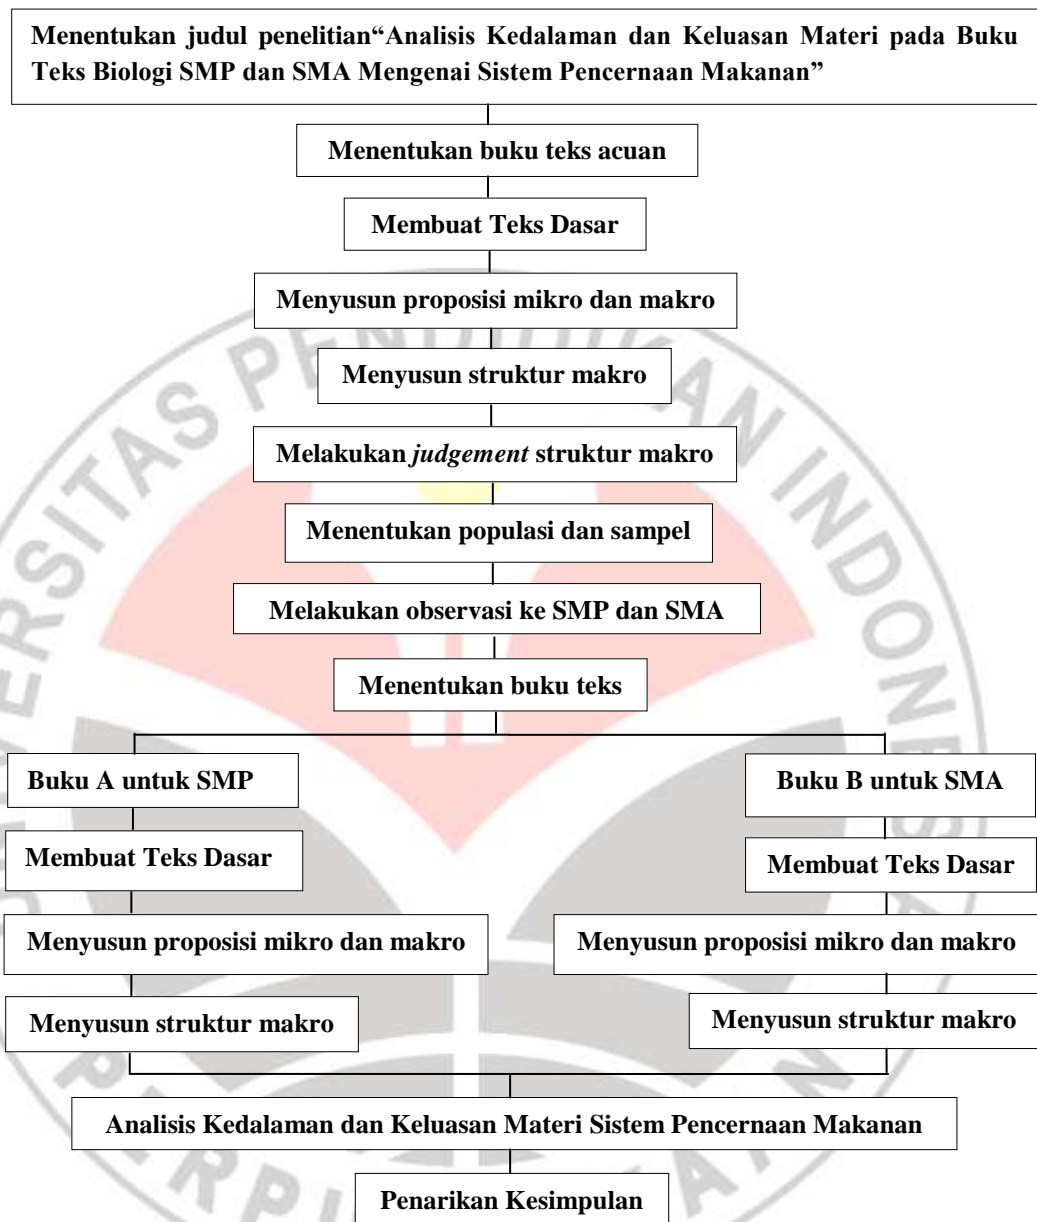 Menentukan judul penelitian“Analisis Kedalaman dan Keluasan Materi pada Buku
Teks Biologi SMP dan SMA Mengenai Sistem Pencernaan Makanan”
Menentukan buku teks acuan
Membuat Teks Dasar
Menyusun proposisi mikro dan makro
Menyusun struktur makro
Melakukan judgement struktur makro
Menentukan populasi dan sampel
Melakukan observasi ke SMP dan SMA
Menentukan buku teks
Buku A untuk SMP
Buku B untuk SMA
Membuat Teks Dasar
Membuat Teks Dasar
Menyusun proposisi mikro dan makro
Menyusun proposisi mikro dan makro
Menyusun struktur makro
Menyusun struktur makro
Analisis Kedalaman dan Keluasan Materi Sistem Pencernaan Makanan
Penarikan Kesimpulan
PENDIDIKAN INDONESIA